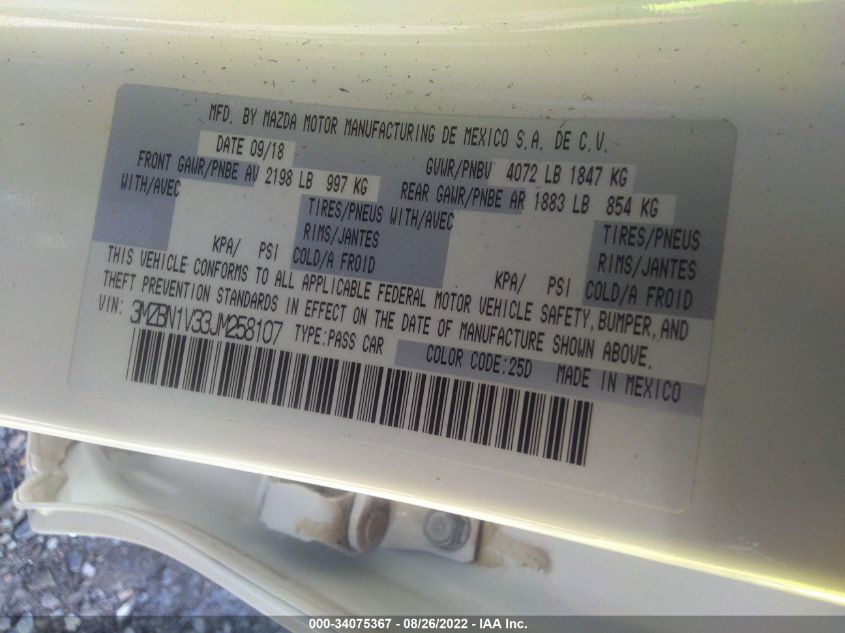 MFD. BY MAZDA MOTOR MANUFACTURING DE MEXICO S.A. DE C.V.
DATE 09/18 GVWR/PNBV 4072 LB 1847 KG
FRONT GAWR/PNBE AV 2198 LB 997 KG REAR GAWR/PNBE AR 1883 LB 854 KG
WITH/AVEC TIRES/PNEUS WITH/AVEC TIRES/PNEUS
RIMS/JANTES RIMS/JANTES
KPA/ PSI COLD/A FROID KPA/ PSI COLD/A FROID
THIS VEHICLE CONFORMS TO ALL APPLICABLE FEDERAL MOTOR VEHICLE SAFETY, BUMPER, AND
THEFT PREVENTION STANDARDS IN EFFECT ON THE DATE OF MANUFACTURE SHOWN ABOVE.
VIN: 3MZBN1V33JM258107 TYPE:PASS CAR
COLOR CODE:25D MADE IN MEXICO
000-34075367 - 08/26/2022 - IAA Inc.